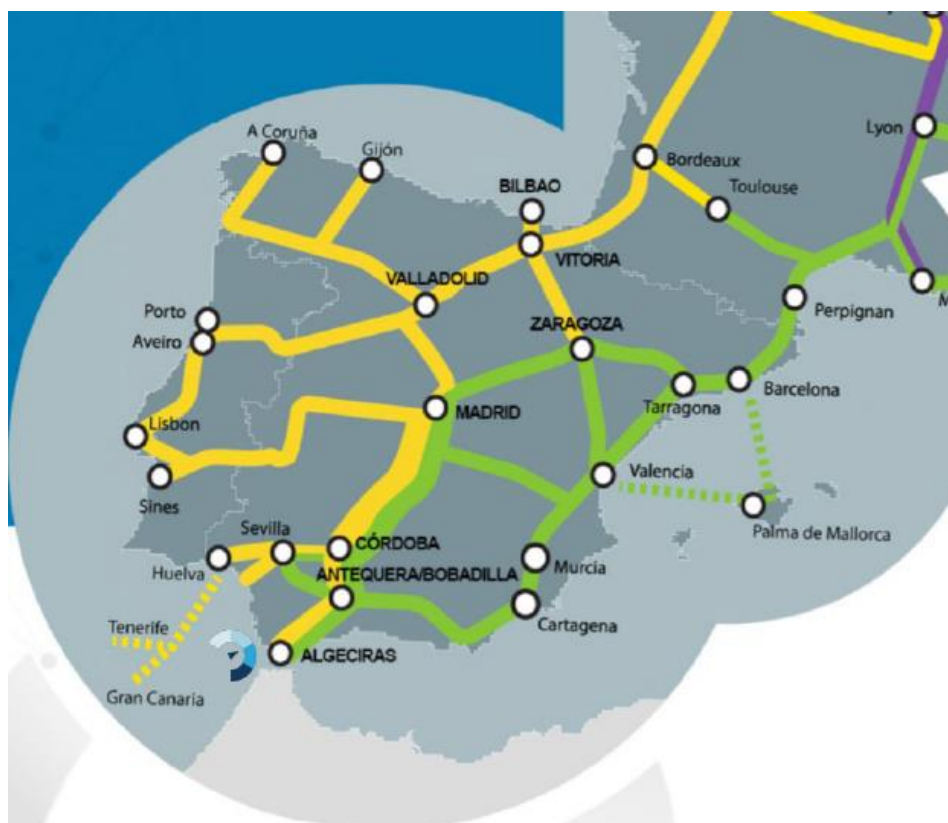 A Coruña
Gijón
BILBAO
Bordeaux
Lyon
Toulouse
VITORIA
VALLADOLID
Porto
Aveiro
ZARAGOZA
Perpignan
M
MADRID
Tarragona
Barcelona
Lisbon
Sines
Valencia
Palma de Mallorca
Sevilla
CÓRDOBA
Huelva
ANTEQUERA/BOBADILLA
Murcia
Cartagena
Tenerife
ALGECIRAS
Gran Canaria